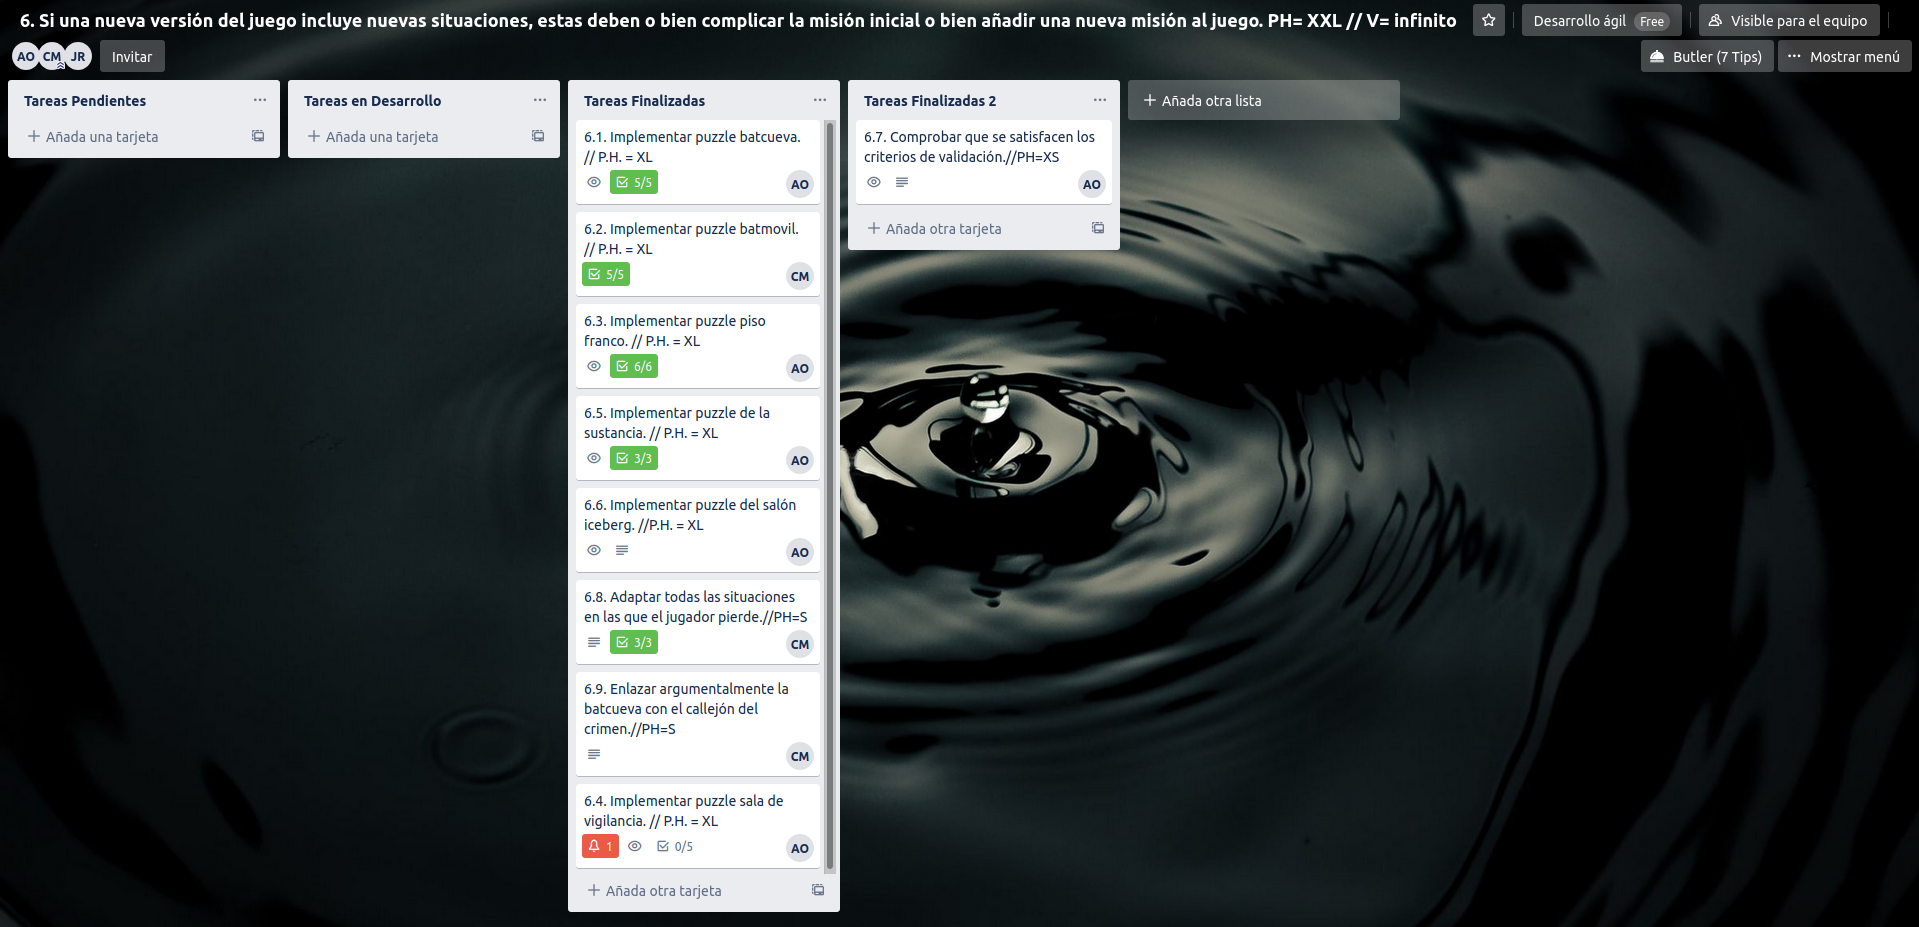 6. Si una nueva versión del juego incluye nuevas situaciones, estas deben o bien complicar la misión inicial o bien añadir una nueva misión al juego. PH= XXL // V= infinito
Desarrollo ágil Free
Visible para el equipo
AO CM JR Invitar
Butler (7 Tips)
Mostrar menú
Tareas Pendientes
Añada una tarjeta
Tareas en Desarrollo
Añada una tarjeta
Tareas Finalizadas
6.1. Implementar puzzle batcueva.
// P.H. = XL
5/5 AO
6.2. Implementar puzzle batmovil.
// P.H. = XL
5/5 CM
6.3. Implementar puzzle piso
franco. // P.H. = XL
6/6 AO
6.5. Implementar puzzle de la
sustancia. // P.H. = XL
3/3 AO
6.6. Implementar puzzle del salón
iceberg. //P.H. = XL
AO
6.8. Adaptar todas las situaciones
en las que el jugador pierde.//PH=S
3/3 CM
6.9. Enlazar argumentalmente la
batcueva con el callejón del
crimen.//PH=S
CM
6.4. Implementar puzzle sala de
vigilancia. // P.H. = XL
1 0/5 AO
Añada otra tarjeta
Tareas Finalizadas 2
6.7. Comprobar que se satisfacen los
criterios de validación.//PH=XS
AO
Añada otra tarjeta
Añada otra lista